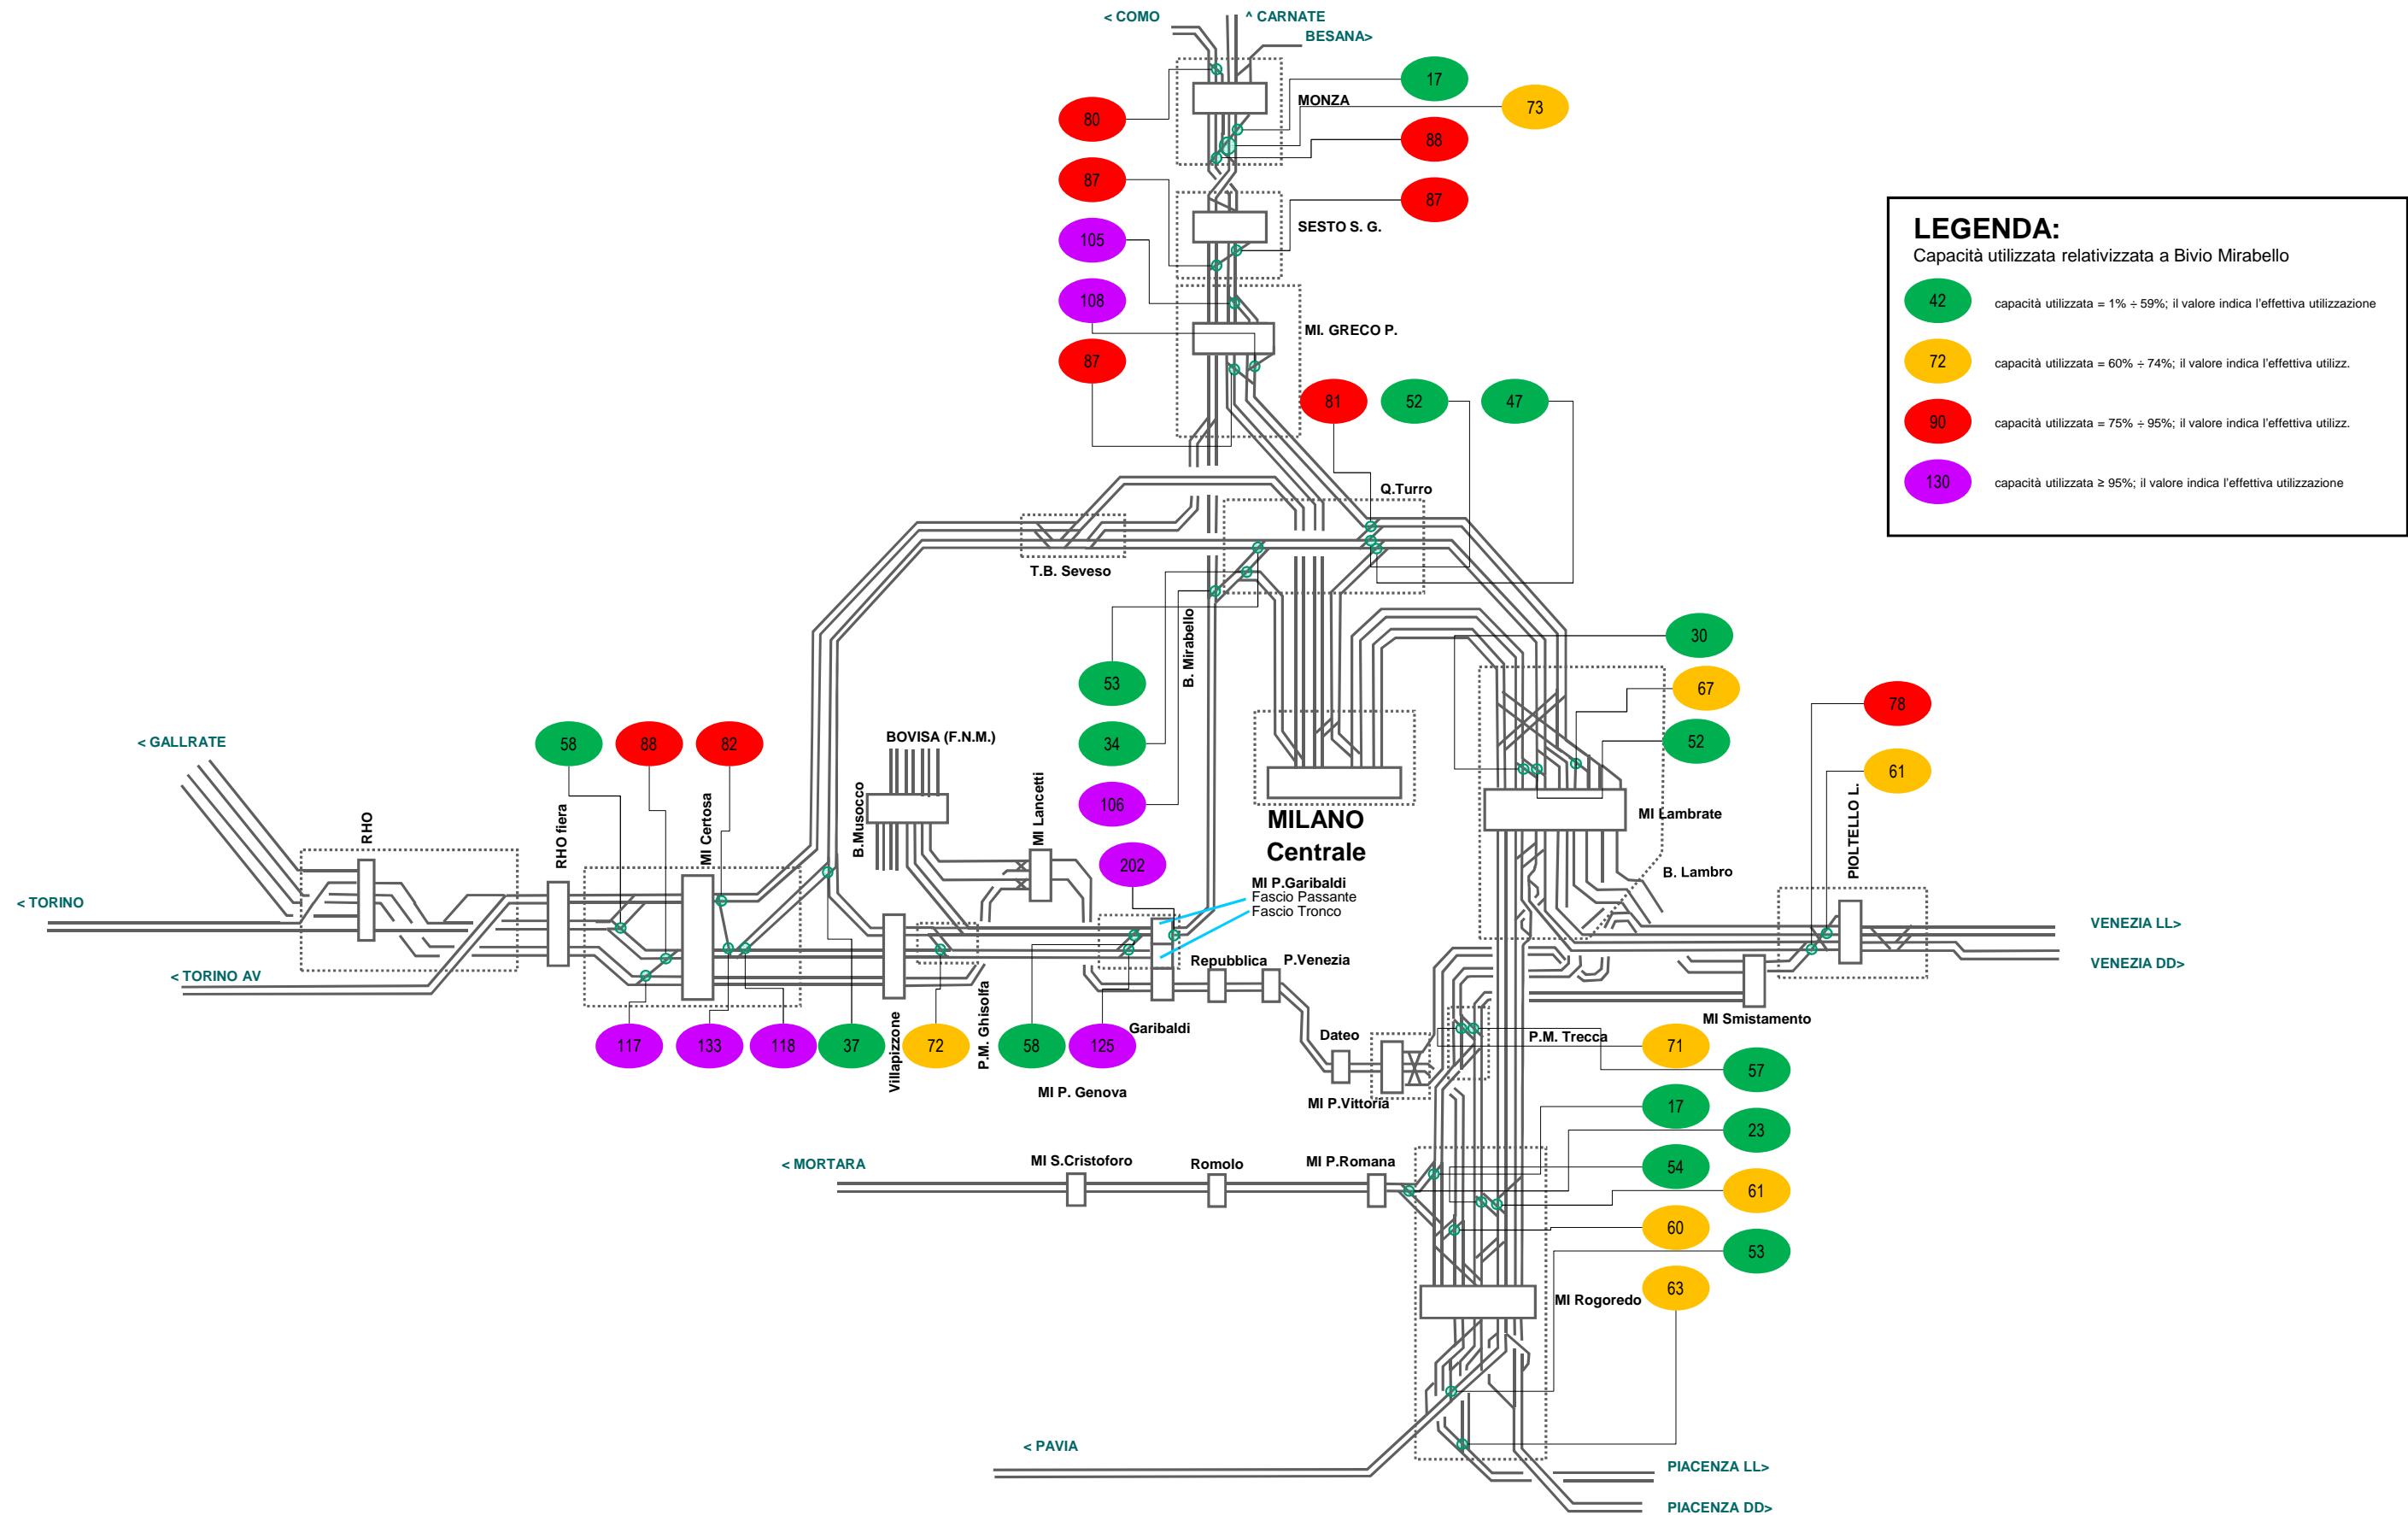 < COMO
^ CARNATE
BESANA>
17
MONZA
73
80
88
87
87
SESTO S. G.
105
108
MI. GRECO P.
87
81
52
47
Q.Turro
T.B. Seveso
B. Mirabello
LEGENDA:
Capacità utilizzata relativizzata a Bivio Mirabello
42
capacità utilizzata = 1% ÷ 59%; il valore indica l'effettiva utilizzazione
72
capacità utilizzata = 60% ÷ 74%; il valore indica l'effettiva utilizz.
90
capacità utilizzata = 75% ÷ 95%; il valore indica l'effettiva utilizz.
130
capacità utilizzata ≥ 95%; il valore indica l'effettiva utilizzazione
30
67
52
53
34
106
202
78
61
< GALLRATE
58
88
82
BOVISA (F.N.M.)
RHO
RHO fiera
MI Certosa
B.Musocco
MI Lancetti
MILANO
Centrale
MI Lambrate
PIOLTELLO L.
B. Lambro
MI P.Garibaldi
Fascio Passante
Fascio Tronco
< TORINO
< TORINO AV
VENEZIA LL>
VENEZIA DD>
Repubblica
P.Venezia
MI Smistamento
Villapizzone
P.M. Ghisolfa
Garibaldi
Dateo
P.M. Trecca
117
133
118
37
72
58
125
71
57
MI P. Genova
MI P.Vittoria
17
23
54
61
60
53
63
< MORTARA
MI S.Cristoforo
Romolo
MI P.Romana
MI Rogoredo
< PAVIA
PIACENZA LL>
PIACENZA DD>